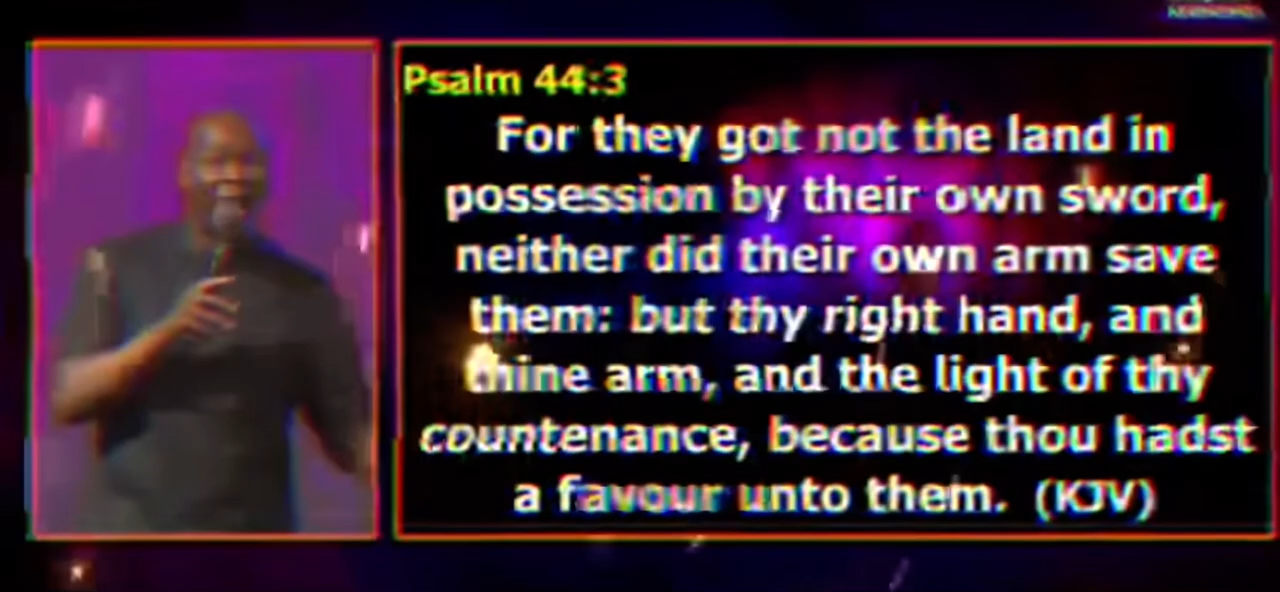 Psalm 44:3
For they got not the land in
possession by their own sword,
neither did their own arm save
them: but thy right hand, and
thine arm, and the light of thy
countenance, because thou hadst
a favour unto them. (KJV)